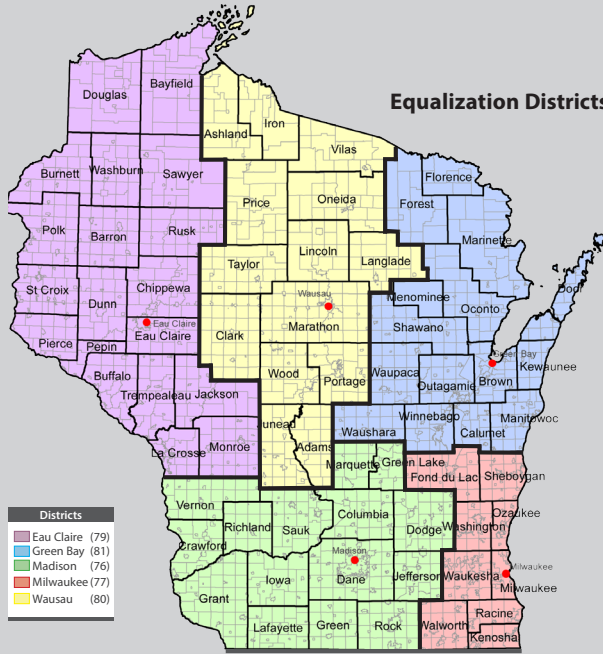 Equalization Districts
Douglas
Bayfield
Ashland
Iron
Vilas
Burnett
Washburn
Sawyer
Price
Oneida
Forest
Florence
Polk
Barron
Rusk
Marinette
Taylor
Lincoln
Langlade
St Croix
Dunn
Chippewa
Menominee
Oconto
Door
Wausau
Eau Claire
Eau Claire
Clark
Marathon
Shawano
Pierce
Pepin
Green Bay
Kewaunee
Buffalo
Trempealeau
Jackson
Wood
Portage
Waupaca
Outagamie
Brown
Juneau
Adams
Waushara
Winnebago
Calumet
Manitowoc
La Crosse
Monroe
Marquette
Green Lake
Fond du Lac
Sheboygan
Vernon
Richland
Sauk
Columbia
Dodge
Washington
Ozaukee
Crawford
Madison
Dane
Jefferson
Waukesha
Milwaukee
Milwaukee
Grant
Iowa
Lafayette
Green
Rock
Walworth
Racine
Kenosha
Districts
Eau Claire (79)
Green Bay (81)
Madison (76)
Milwaukee (77)
Wausau (80)